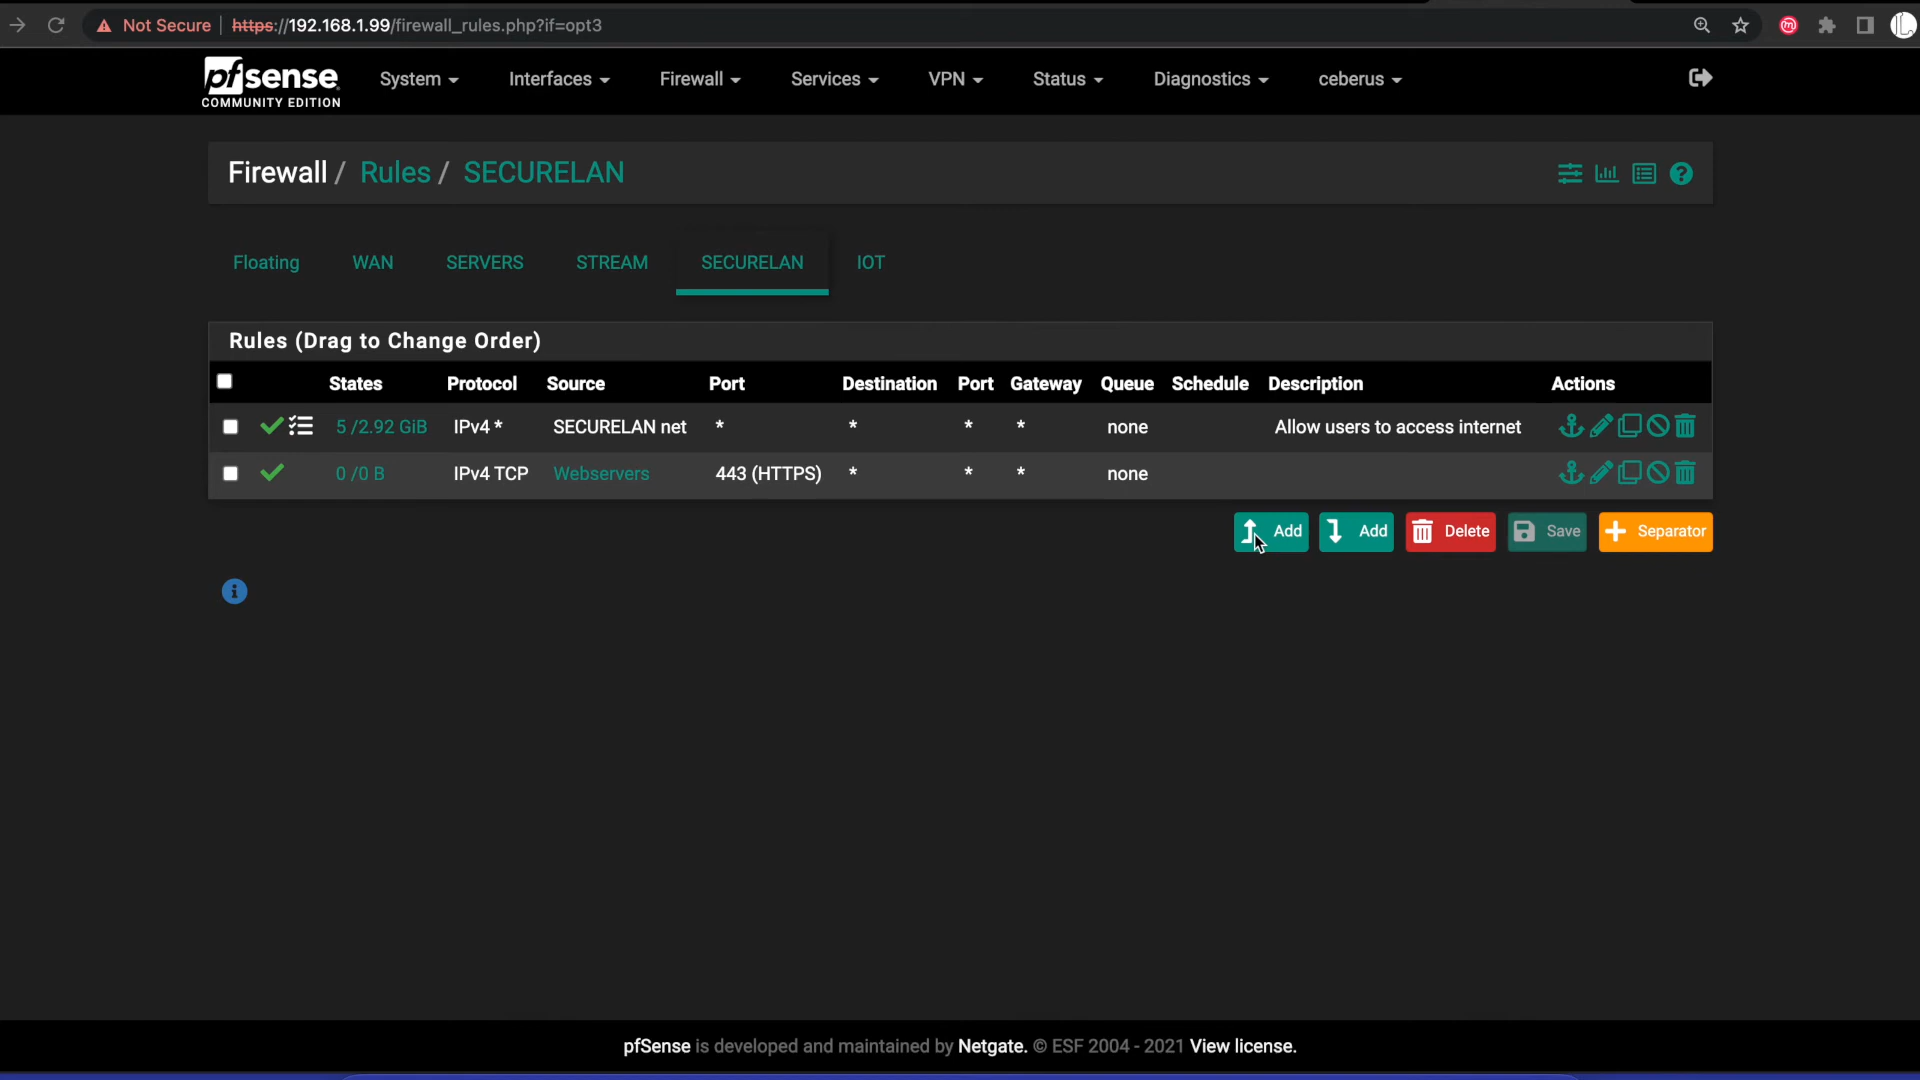 Not Secure | https://192.168.1.99/firewall_rules.php?if=opt3
pfsense COMMUNITY EDITION
System Interfaces Firewall Services VPN Status Diagnostics ceberus
Firewall / Rules / SECURELAN
Floating WAN SERVERS STREAM SECURELAN IOT
Rules (Drag to Change Order)
States Protocol Source Port Destination Port Gateway Queue Schedule Description Actions
5 /2.92 GiB IPv4 * SECURELAN net * * * * none Allow users to access internet
0 /0 B IPv4 TCP Webservers 443 (HTTPS) * * * none
Add Add Delete Save Separator
pfSense is developed and maintained by Netgate. © ESF 2004 - 2021 View license.